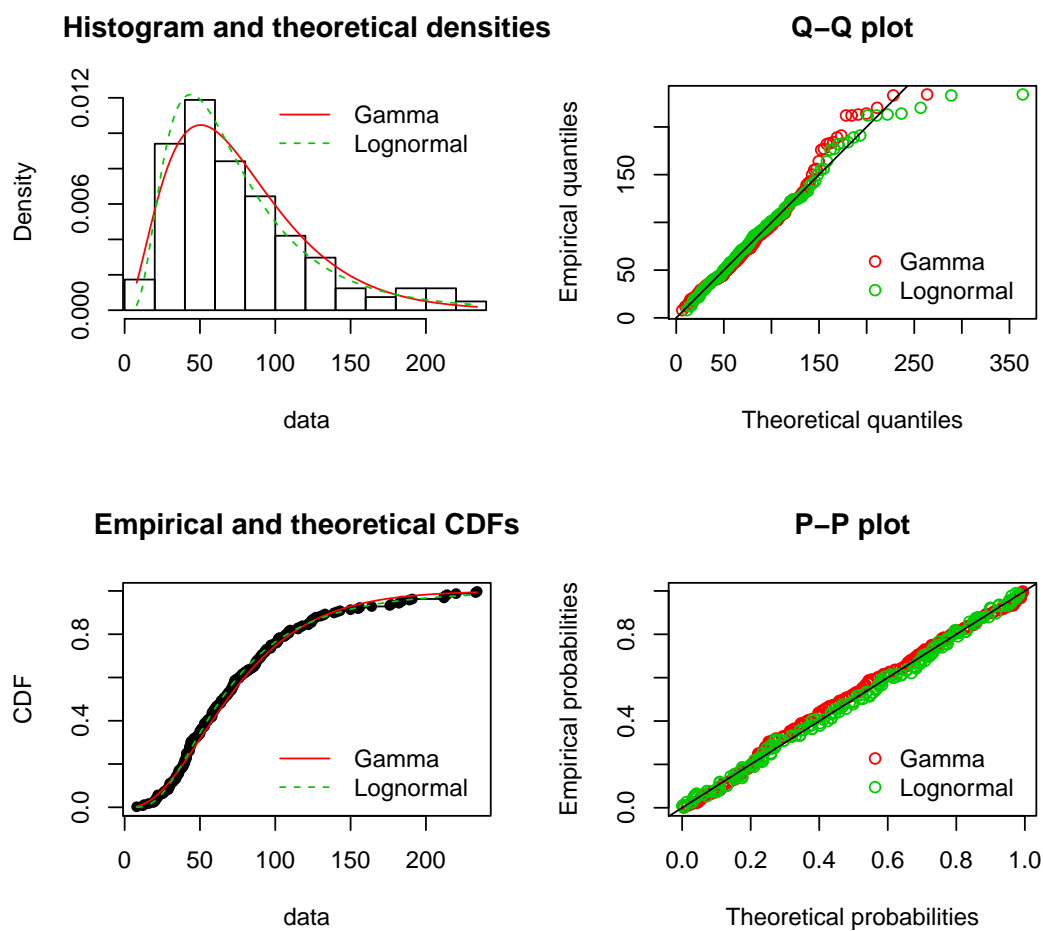 Histogram and theoretical densities
Density
0.000 0.006 0.012
Gamma
Lognormal
0 50 100 150 200
data
Q−Q plot
Empirical quantiles
0 50 150
Gamma
Lognormal
0 50 150 250 350
Theoretical quantiles
Empirical and theoretical CDFs
CDF
0.0 0.4 0.8
Gamma
Lognormal
0 50 100 150 200
data
P−P plot
Empirical probabilities
0.0 0.4 0.8
Gamma
Lognormal
0.0 0.2 0.4 0.6 0.8 1.0
Theoretical probabilities